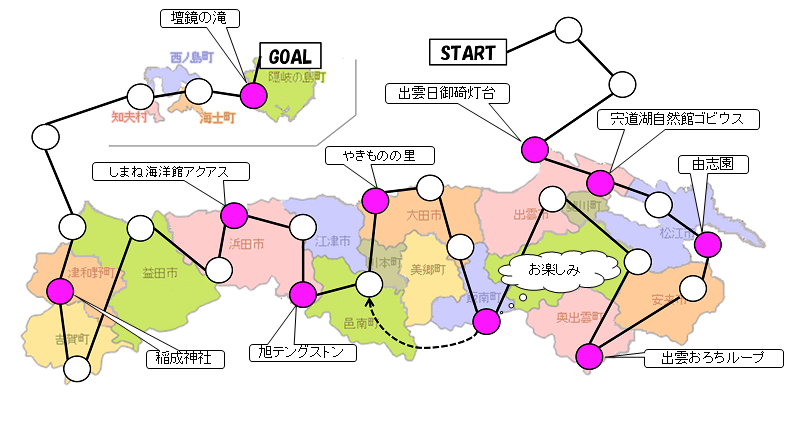 壇鏡の滝
GOAL
START
西ノ島町
隠岐の島町
出雲日御碕灯台
知夫村
海士町
宍道湖自然館ゴビウス
やきものの里
由志園
しまね海洋館アクアス
大田市
出雲市
斐川町
松江市
浜田市
江津市
川本町
美郷町
お楽しみ
津和野町
益田市
飯南町
安来市
邑南町
奥出雲町
吉賀町
稲成神社
旭テングストン
出雲おろちループ